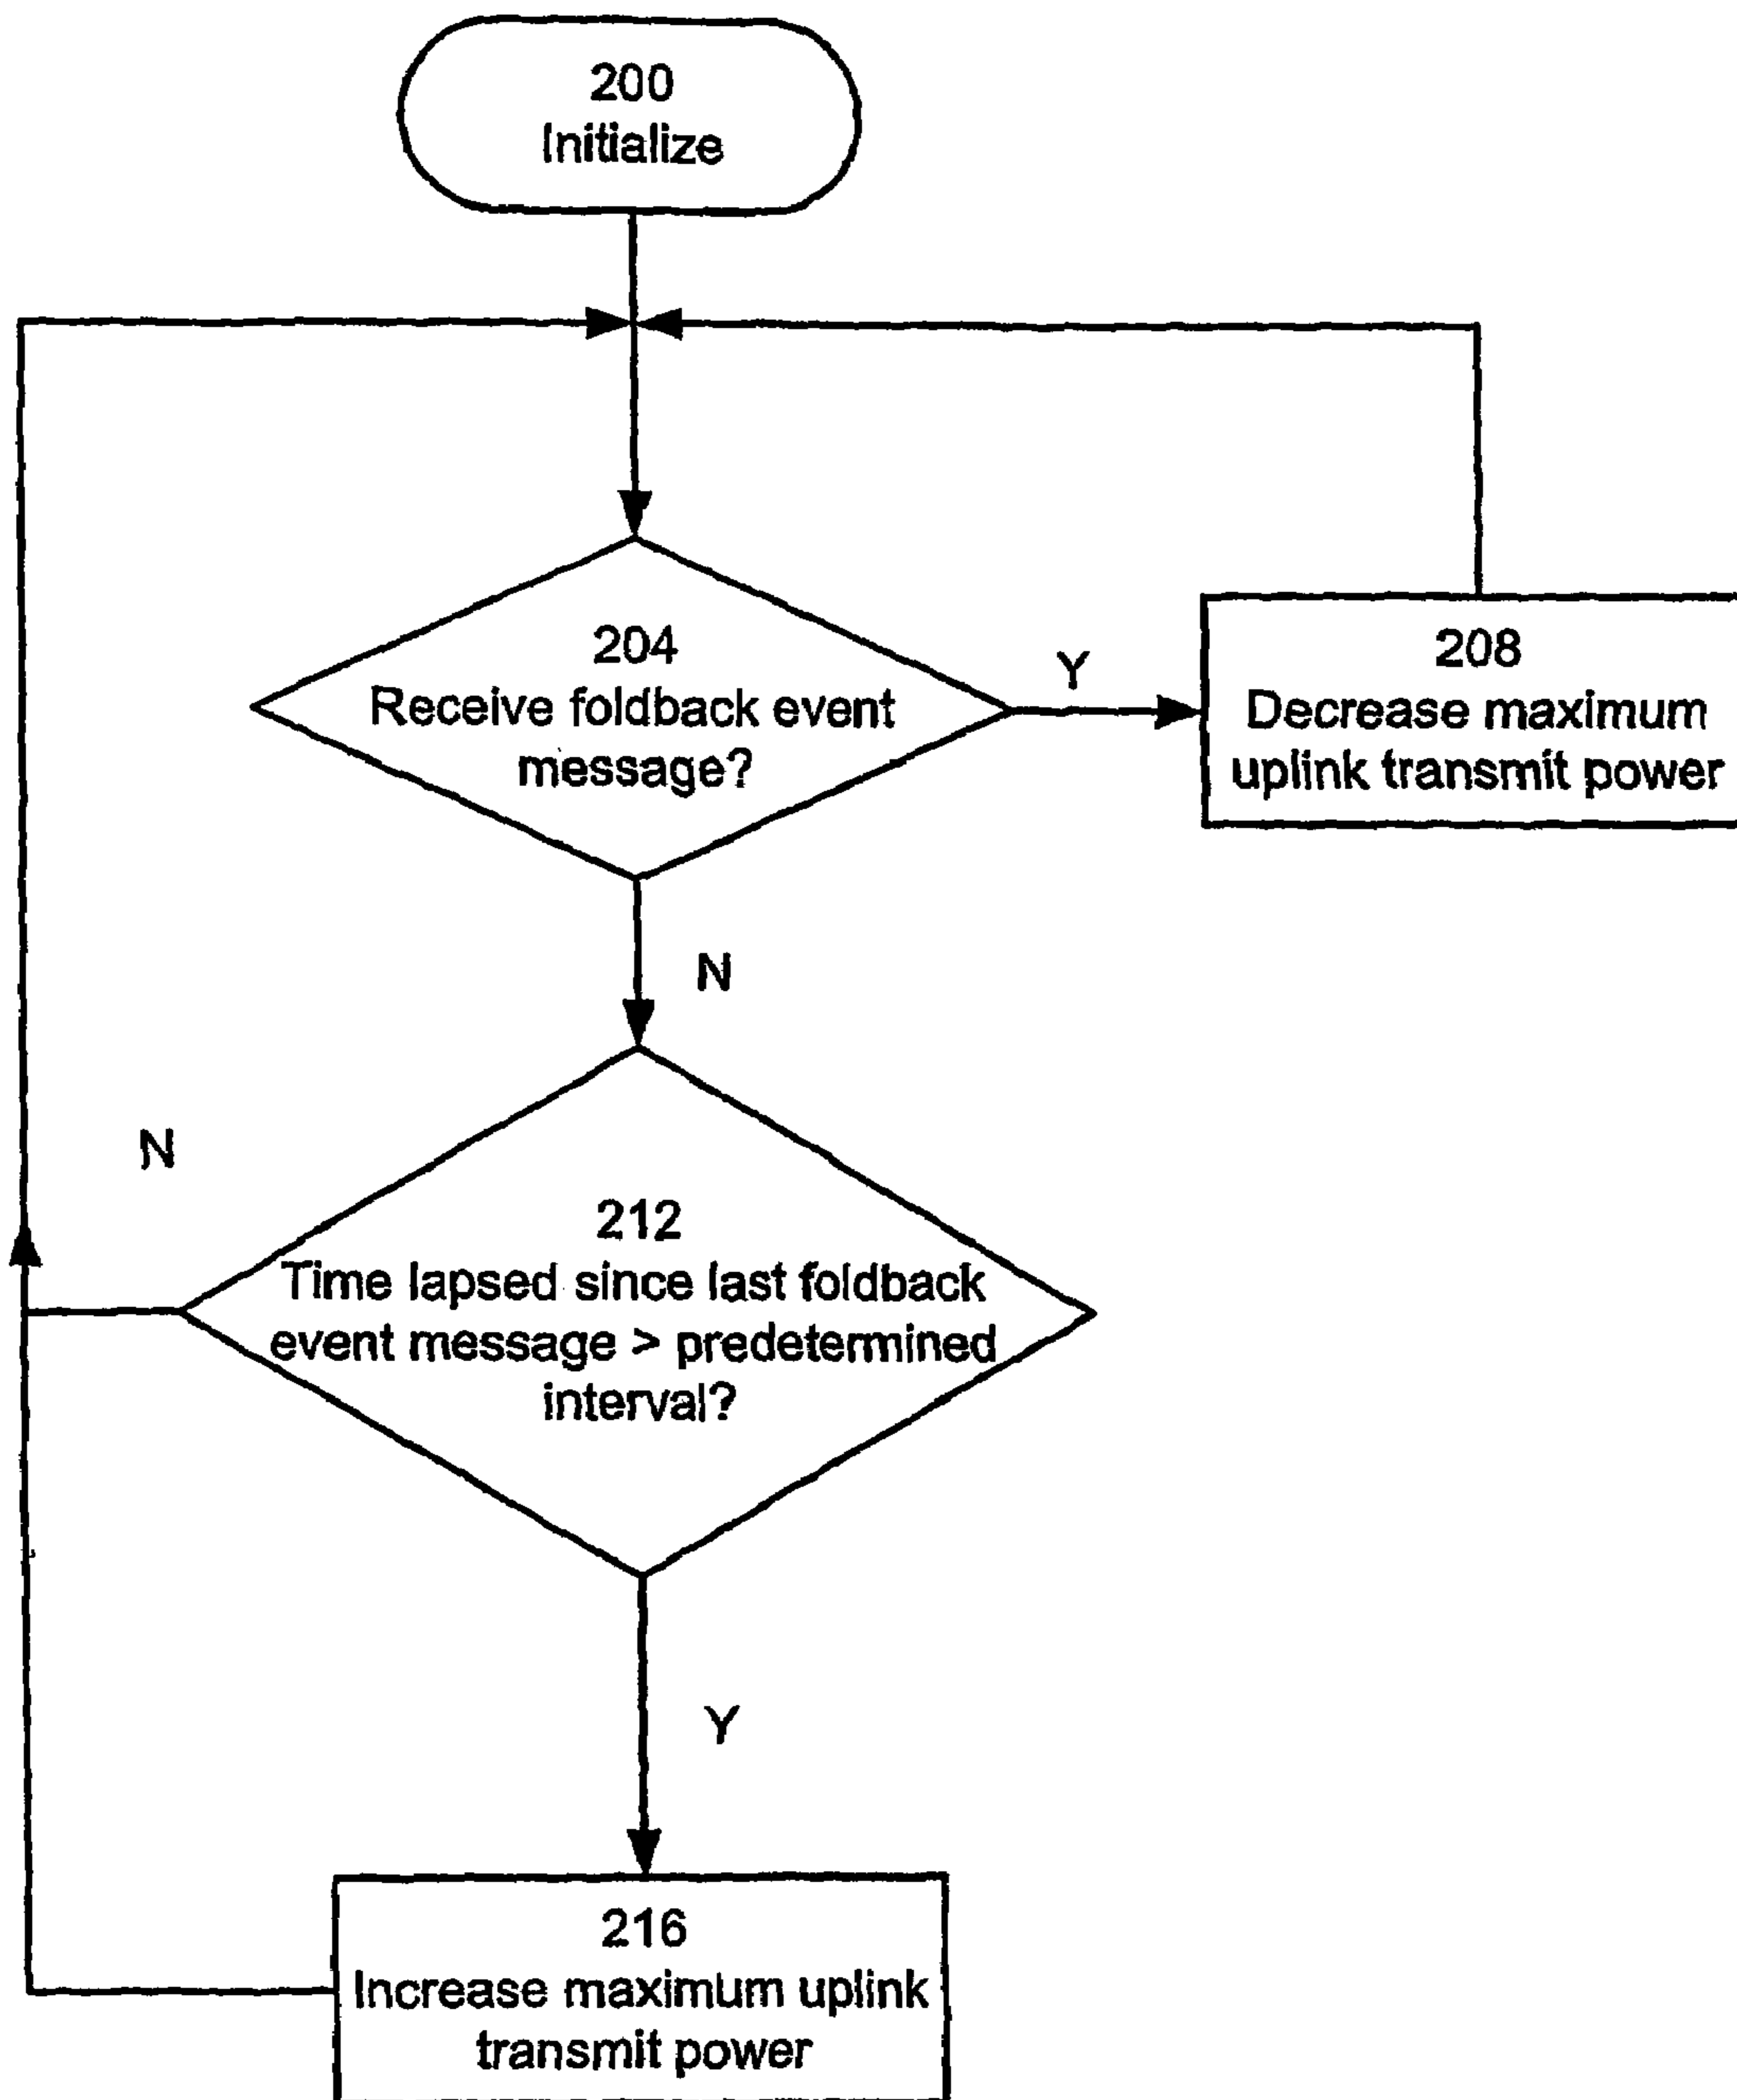 200
Initialize
204
Receive foldback event
message?
Y
208
Decrease maximum
uplink transmit power
N
N
212
Time lapsed since last foldback
event message > predetermined
interval?
Y
216
Increase maximum uplink
transmit power